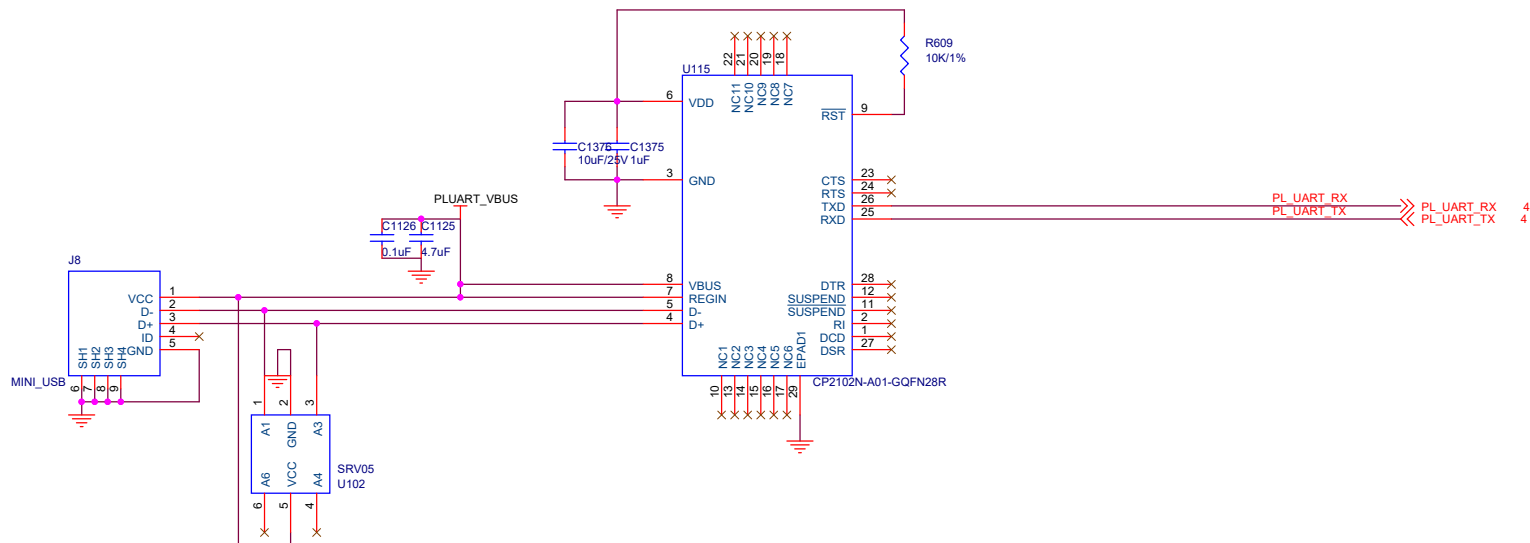 R609
10K/1%
U115
22
21
20
19
18
NC11
NC10
NC9
NC8
NC7
6
VDD
9
RST
C1376
C1375
10uF/25V
1uF
3
GND
CTS
23
RTS
24
TXD
26
RXD
25
PL_UART_RX
PL_UART_TX
PL_UART_RX
4
PL_UART_TX
4
PLUART_VBUS
C1126
C1125
0.1uF
4.7uF
J8
VCC
1
D-
2
D+
3
ID
4
GND
5
SH1
SH2
SH3
SH4
6
7
8
9
MINI_USB
8
VBUS
7
REGIN
5
D-
4
D+
DTR
28
SUSPEND
12
SUSPEND
11
RI
2
DCD
1
DSR
27
NC1
NC2
NC3
NC4
NC5
NC6
EPAD1
10
13
14
15
16
17
29
CP2102N-A01-GQFN28R
1
2
3
A1
GND
A3
A6
VCC
A4
6
5
4
SRV05
U102